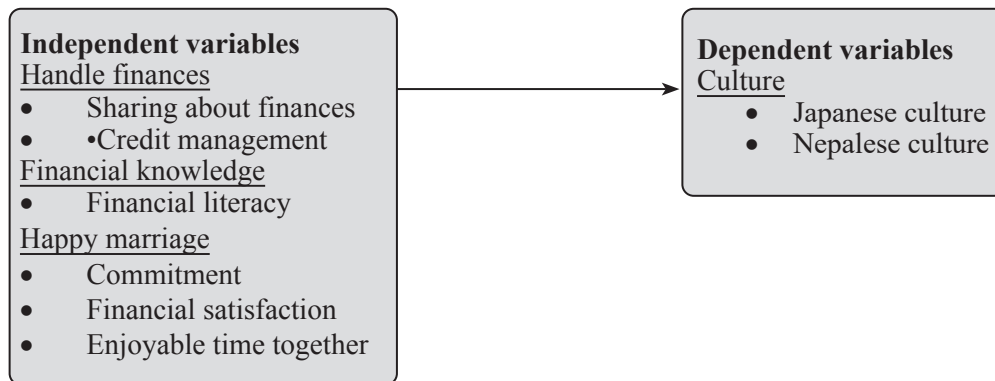 Independent variables
Handle finances
• Sharing about finances
• •Credit management
Financial knowledge
• Financial literacy
Happy marriage
• Commitment
• Financial satisfaction
• Enjoyable time together
Dependent variables
Culture
• Japanese culture
• Nepalese culture